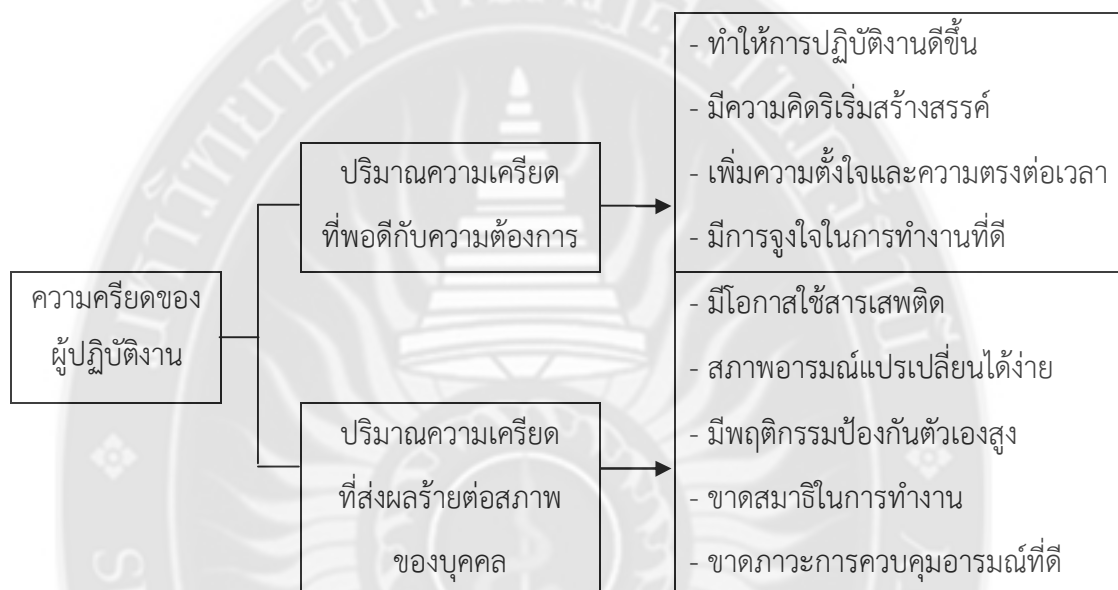 ความครียดของ
ผู้ปฏิบัติงาน
ปริมาณความเครียด
ที่พอดีกับความต้องการ
- ทำให้การปฏิบัติงานดีขึ้น
- มีความคิดริเริ่มสร้างสรรค์
- เพิ่มความตั้งใจและความตรงต่อเวลา
- มีการจูงใจในการทำงานที่ดี
ปริมาณความเครียด
ที่ส่งผลร้ายต่อสภาพ
ของบุคคล
- มีโอกาสใช้สารเสพติด
- สภาพอารมณ์แปรเปลี่ยนได้ง่าย
- มีพฤติกรรมป้องกันตัวเองสูง
- ขาดสมาธิในการทำงาน
- ขาดภาวะการควบคุมอารมณ์ที่ดี